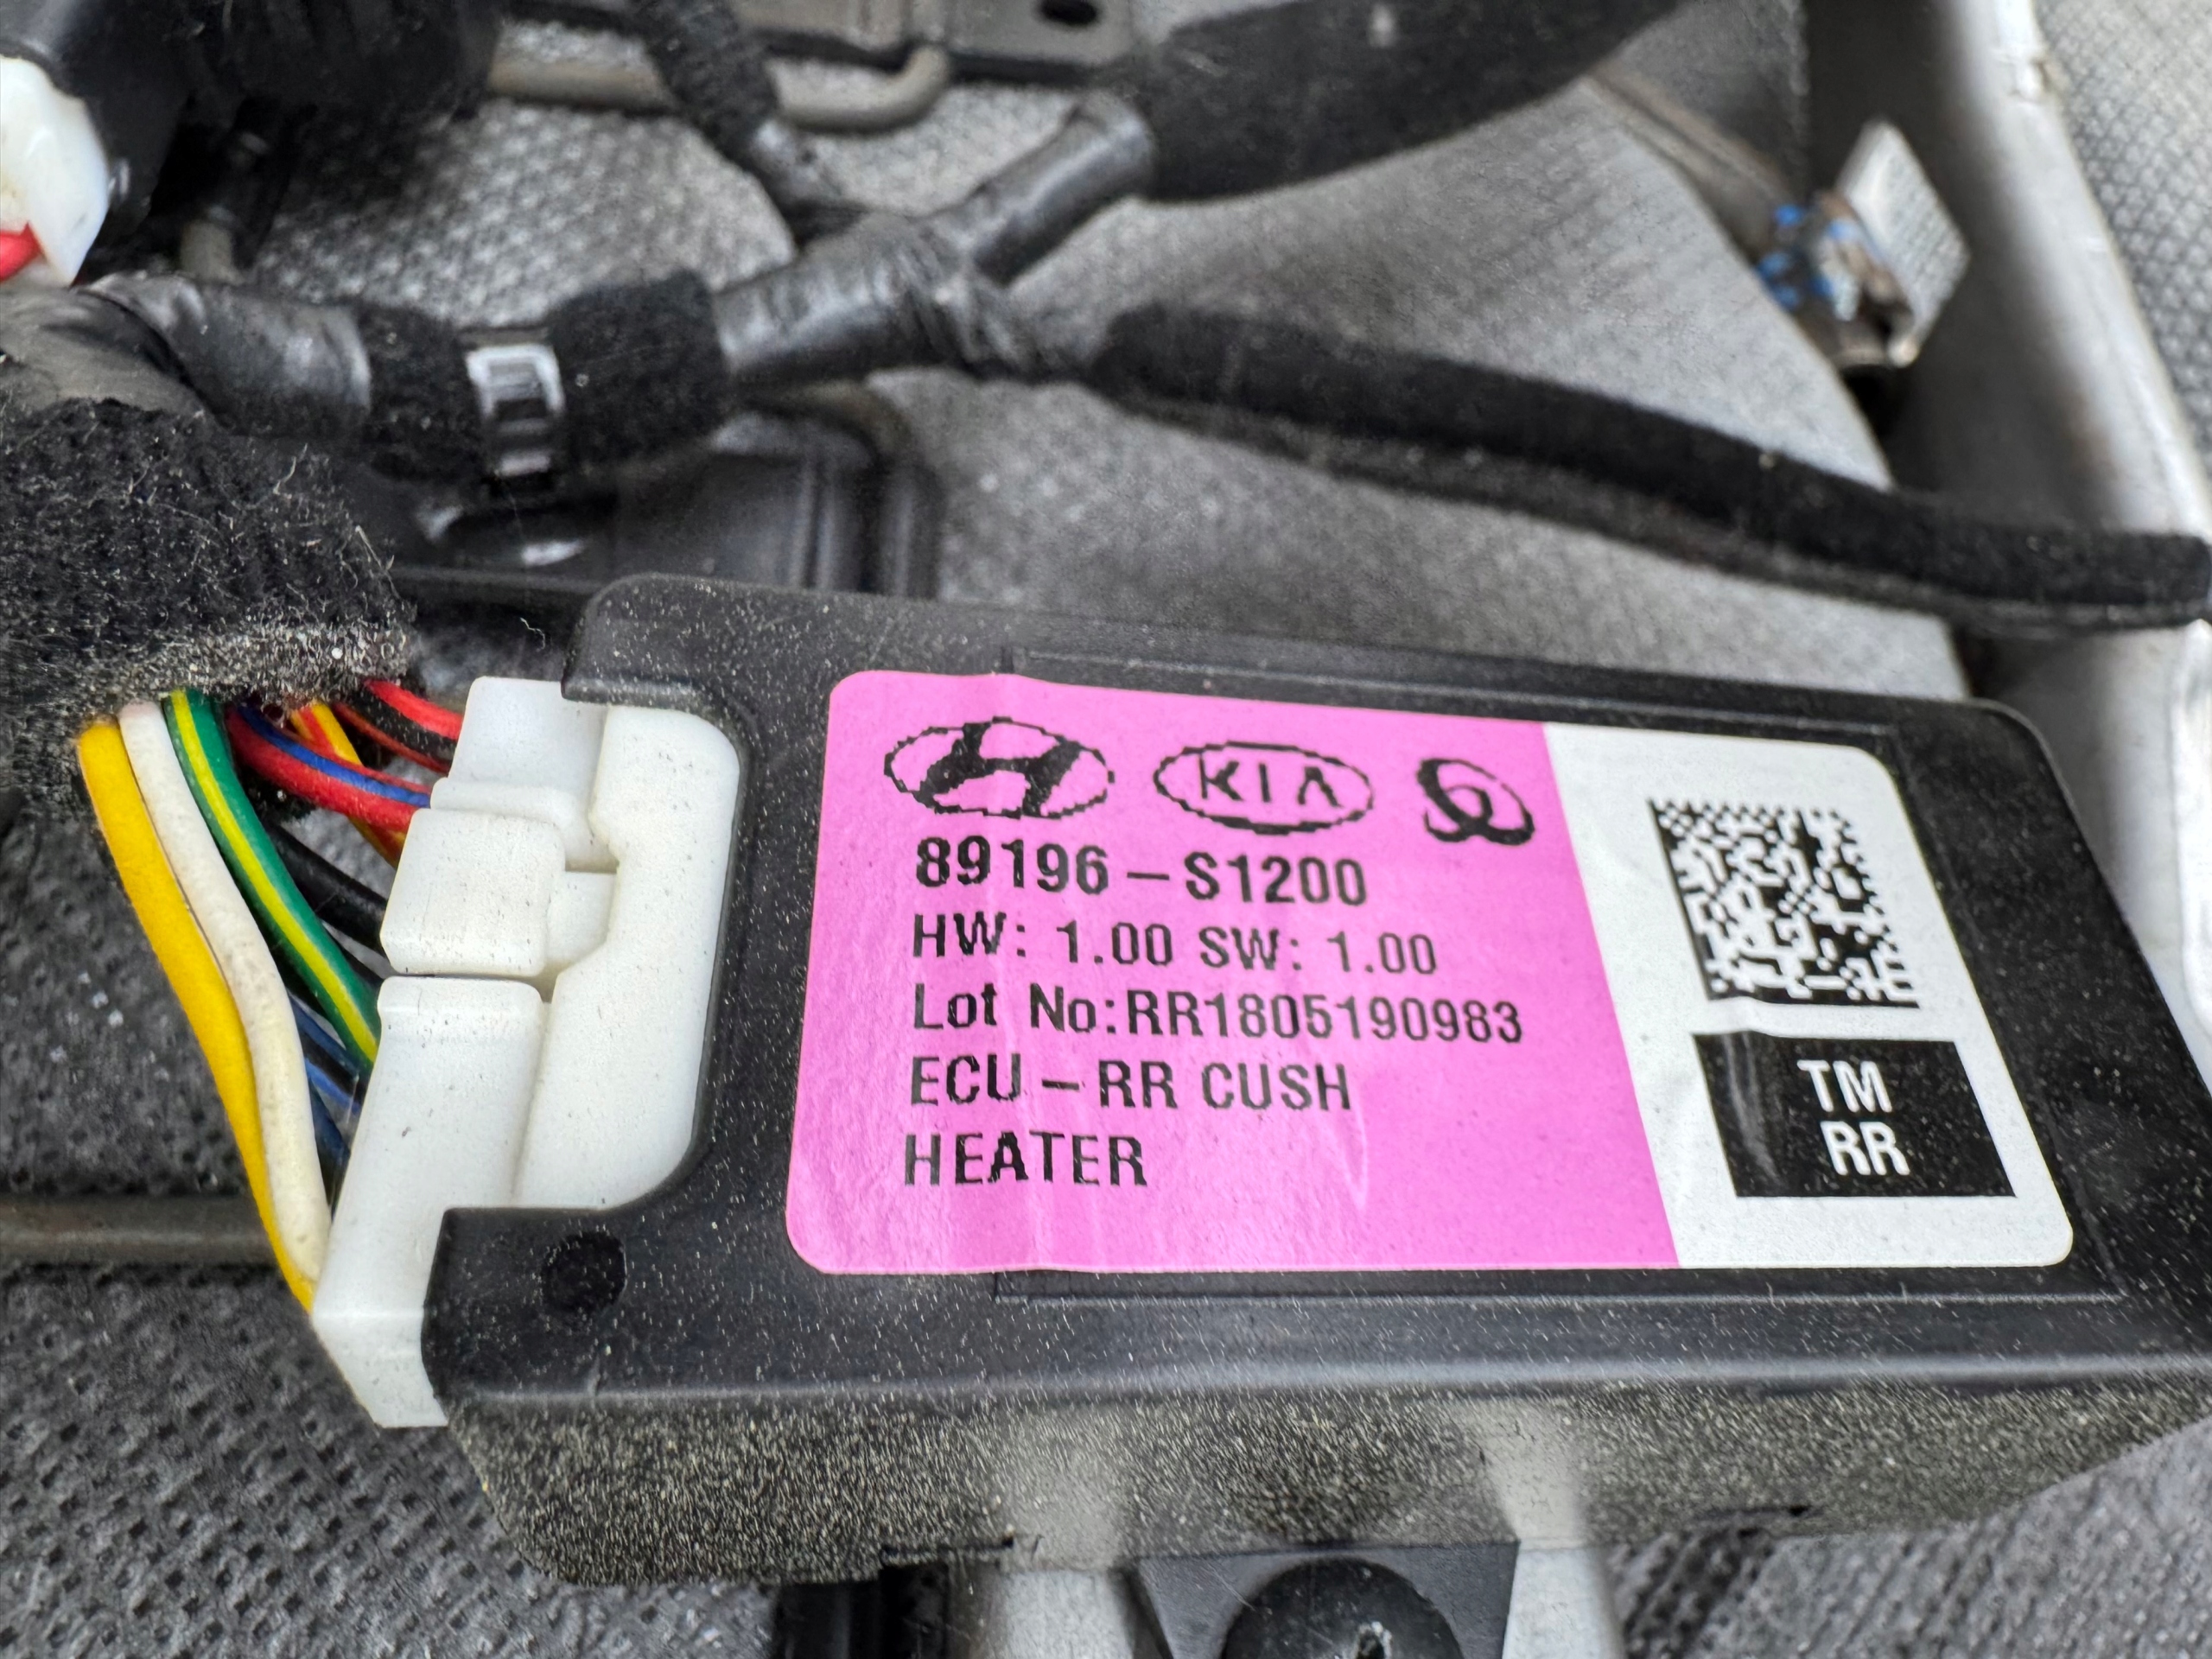 H KIA
89196-S1200
HW: 1.00 SW: 1.00
Lot No:RR1805190983
ECU-RR CUSH
HEATER
TM
RR